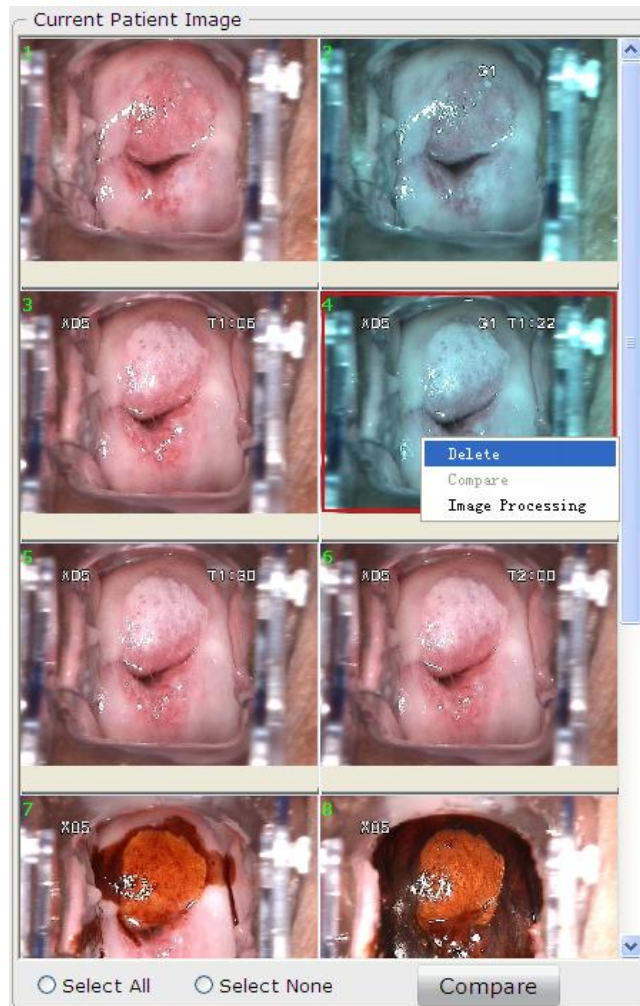 Current Patient Image
1
2
G1
3
X05
T1:06
4
X05
G1 T1:22
Delete
Compare
Image Processing
5
X05
T1:30
6
X05
T2:00
7
X05
8
X05
Select All
Select None
Compare